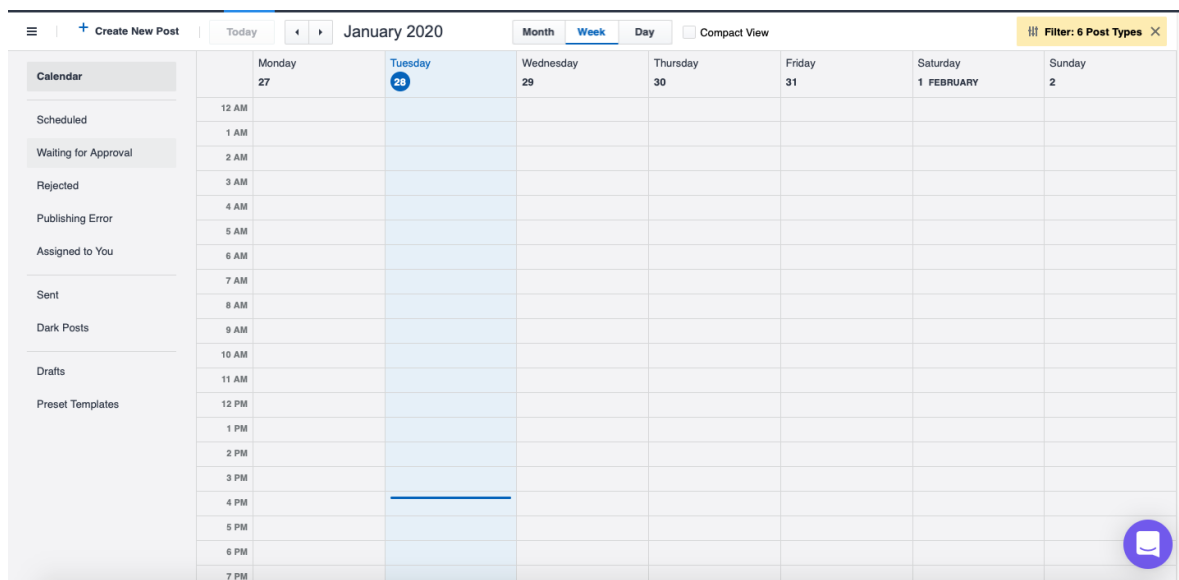 Create New Post
Today
January 2020
Month
Week
Day
Compact View
Filter: 6 Post Types
Calendar
Scheduled
Waiting for Approval
Rejected
Publishing Error
Assigned to You
Sent
Dark Posts
Drafts
Preset Templates
Monday
27
Tuesday
28
Wednesday
29
Thursday
30
Friday
31
Saturday
1 FEBRUARY
Sunday
2
12 AM
1 AM
2 AM
3 AM
4 AM
5 AM
6 AM
7 AM
8 AM
9 AM
10 AM
11 AM
12 PM
1 PM
2 PM
3 PM
4 PM
5 PM
6 PM
7 PM